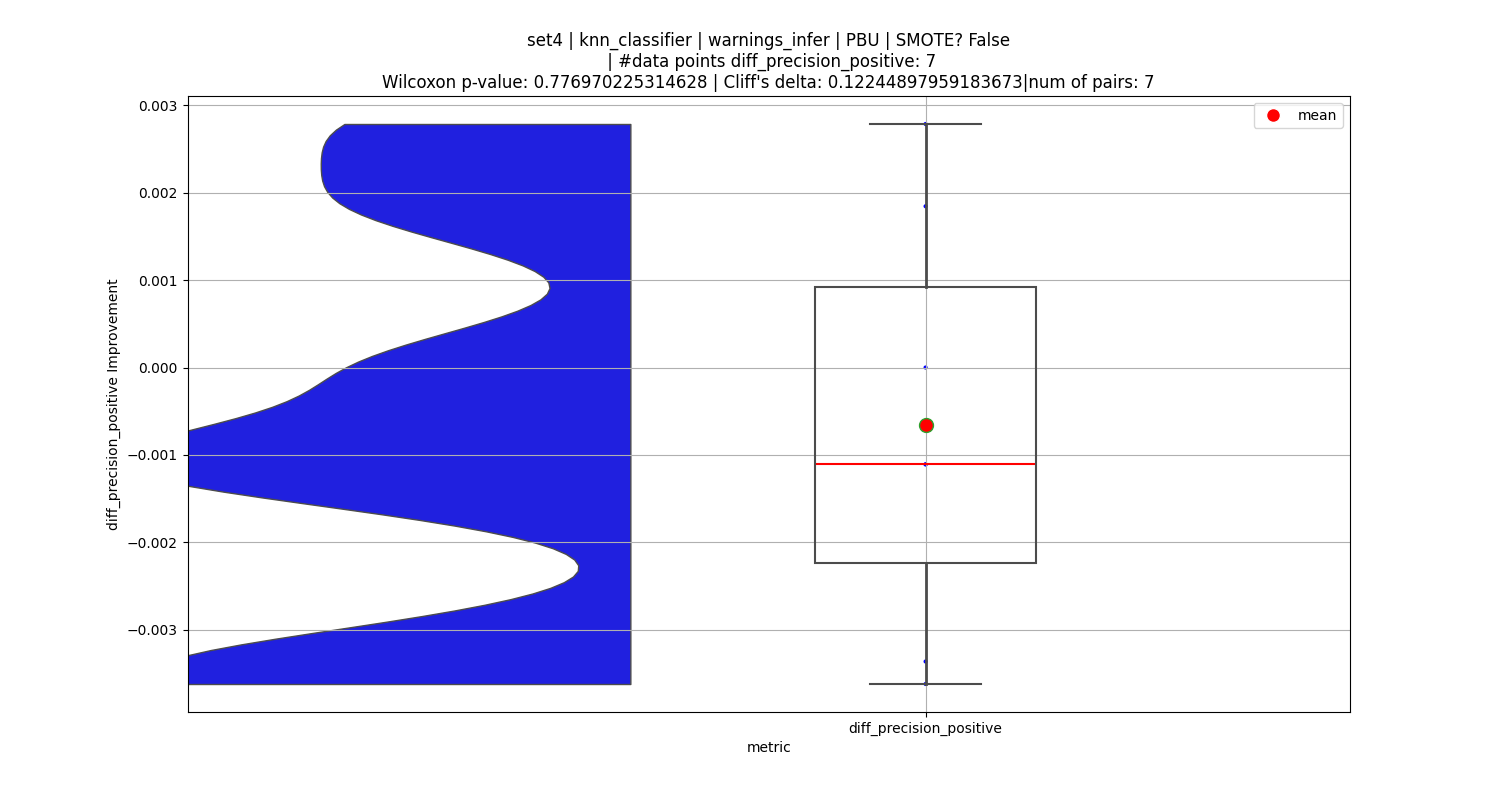 set4 | knn_classifier | warnings_infer | PBU | SMOTE? False
| #data points diff_precision_positive: 7
Wilcoxon p-value: 0.776970225314628 | Cliff's delta: 0.12244897959183673|num of pairs: 7
mean
0.003
0.002
0.001
0.000
−0.001
−0.002
−0.003
diff_precision_positive Improvement
diff_precision_positive
metric